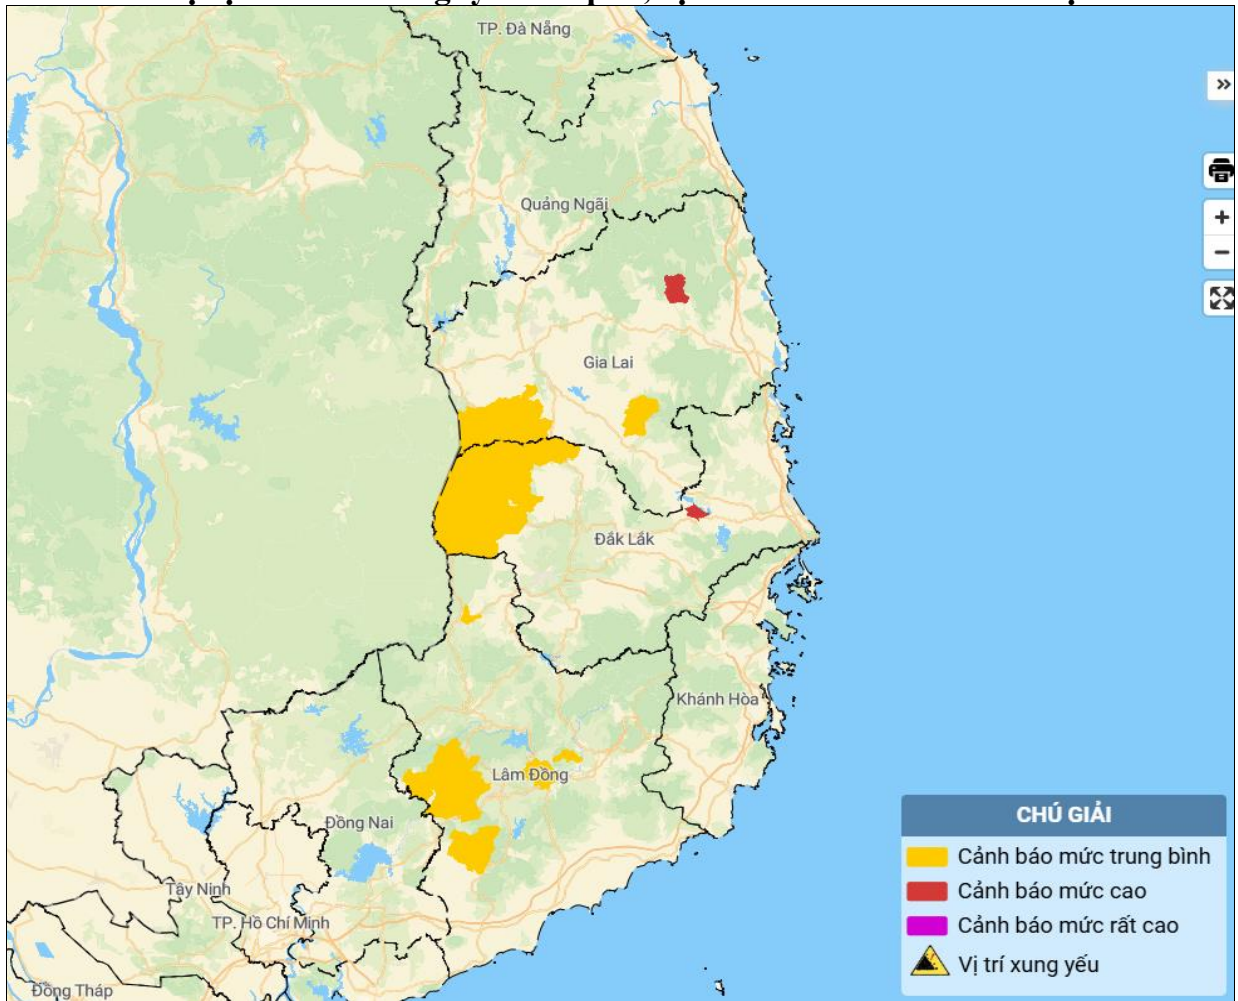 TP. Đà Nẵng
»
Quảng Ngãi
+
−
Gia Lai
Đắk Lắk
Khánh Hòa
Lâm Đồng
Đồng Nai
Tây Ninh
TP. Hồ Chí Minh
Đồng Tháp
CHÚ GIẢI
Cảnh báo mức trung bình
Cảnh báo mức cao
Cảnh báo mức rất cao
Vị trí xung yếu